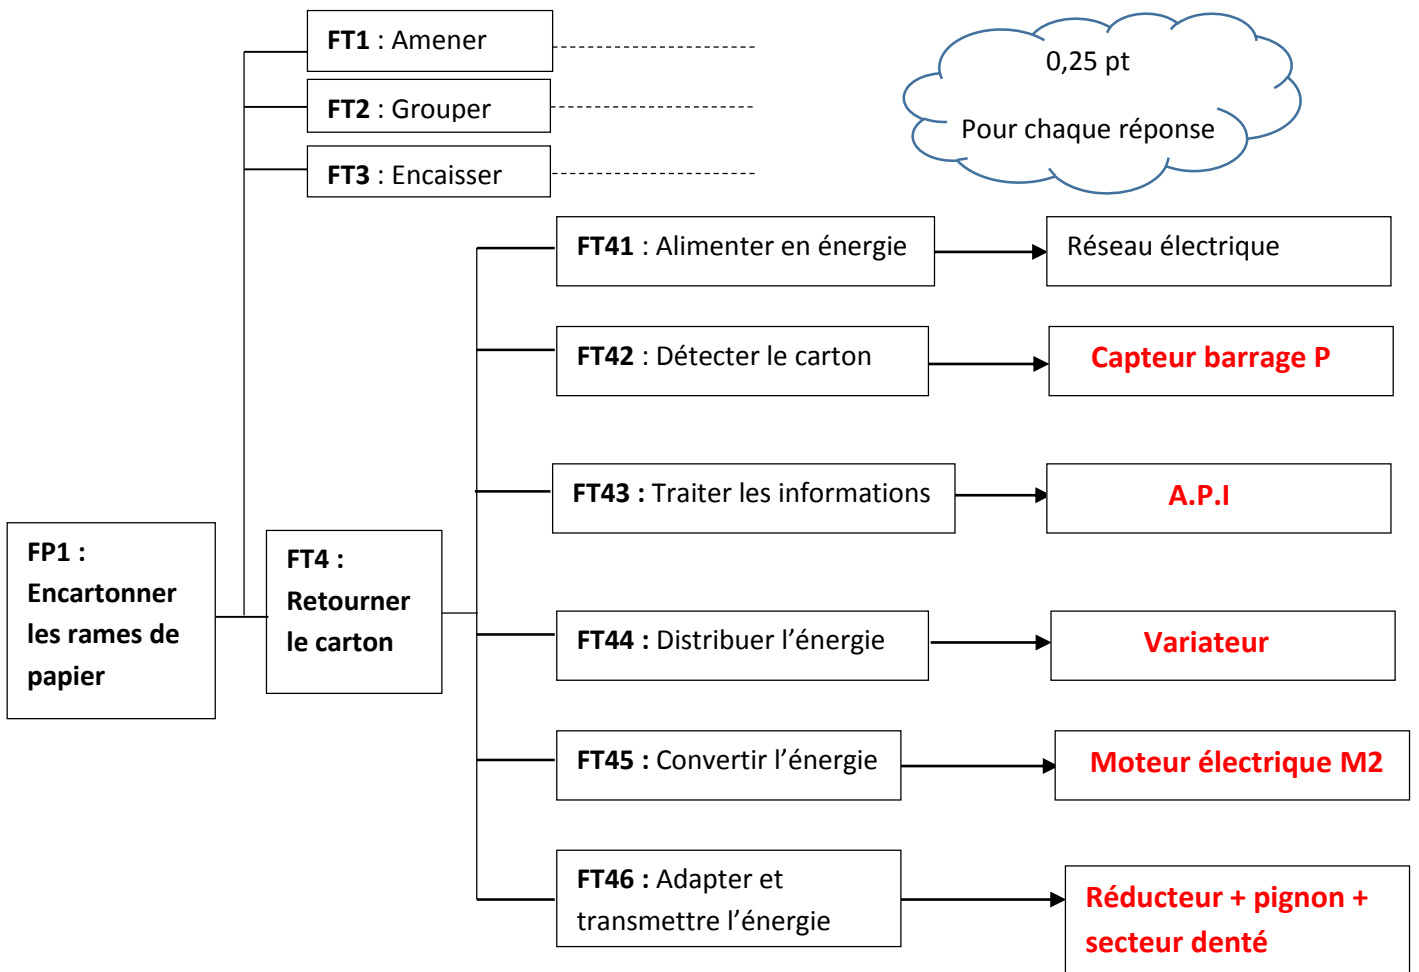 FT1 : Amener
0,25 pt
FT2 : Grouper
Pour chaque réponse
FT3 : Encaisser
FT41 : Alimenter en énergie
Réseau électrique
FT42 : Détecter le carton
Capteur barrage P
FT43 : Traiter les informations
A.P.I
FP1 :
Encartonner
les rames de
papier
FT4 :
Retourner
le carton
FT44 : Distribuer l’énergie
Variateur
FT45 : Convertir l’énergie
Moteur électrique M2
FT46 : Adapter et
transmettre l’énergie
Réducteur + pignon +
secteur denté